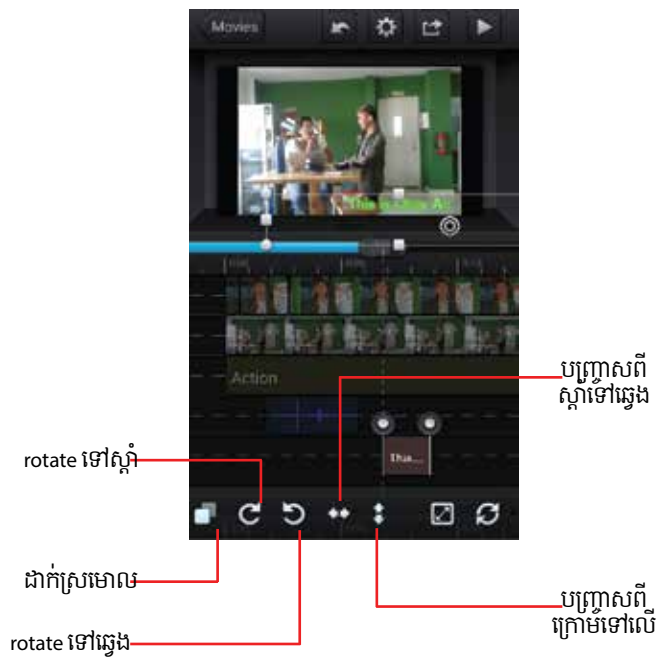 Movies
Action
Thus...
បញ្ច្រាសពី
ស្ដាំទៅឆ្វេង
rotate ទៅស្ដាំ
ដាក់ស្រមោល
rotate ទៅឆ្វេង
បញ្ច្រាសពី
ក្រោមទៅលើ